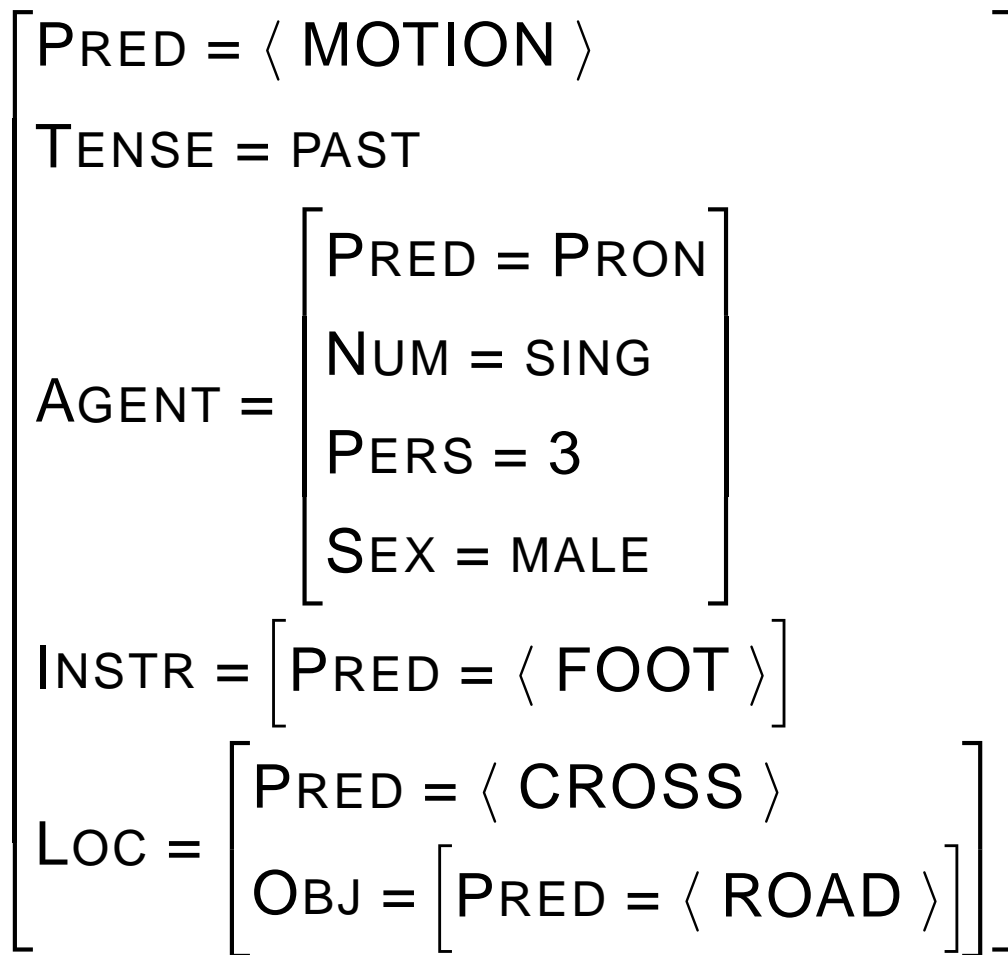 PRED = ⟨ MOTION ⟩
TENSE = PAST
AGENT =
PRED = PRON
NUM = SING
PERS = 3
SEX = MALE
INSTR = [PRED = ⟨ FOOT ⟩]
LOC =
PRED = ⟨ CROSS ⟩
OBJ = [PRED = ⟨ ROAD ⟩]